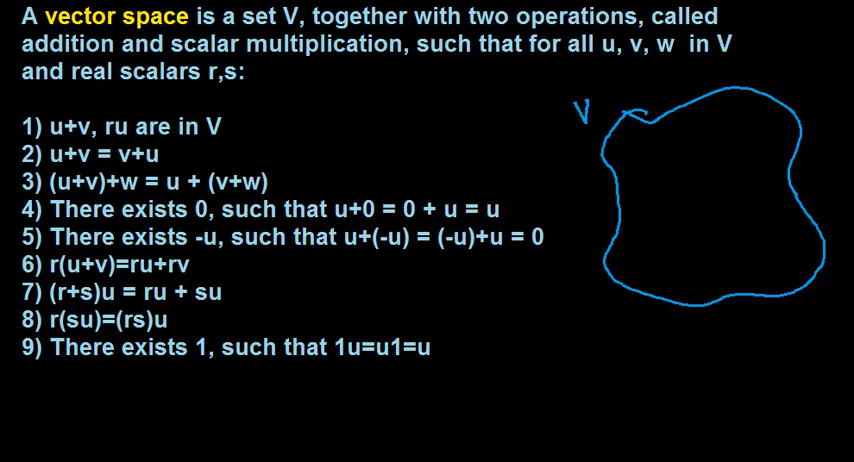 A vector space is a set V, together with two operations, called
addition and scalar multiplication, such that for all u, v, w in V
and real scalars r,s:
V
1) u+v, ru are in V
2) u+v = v+u
3) (u+v)+w = u + (v+w)
4) There exists 0, such that u+0 = 0 + u = u
5) There exists -u, such that u+(-u) = (-u)+u = 0
6) r(u+v)=ru+rv
7) (r+s)u = ru + su
8) r(su)=(rs)u
9) There exists 1, such that 1u=u1=u